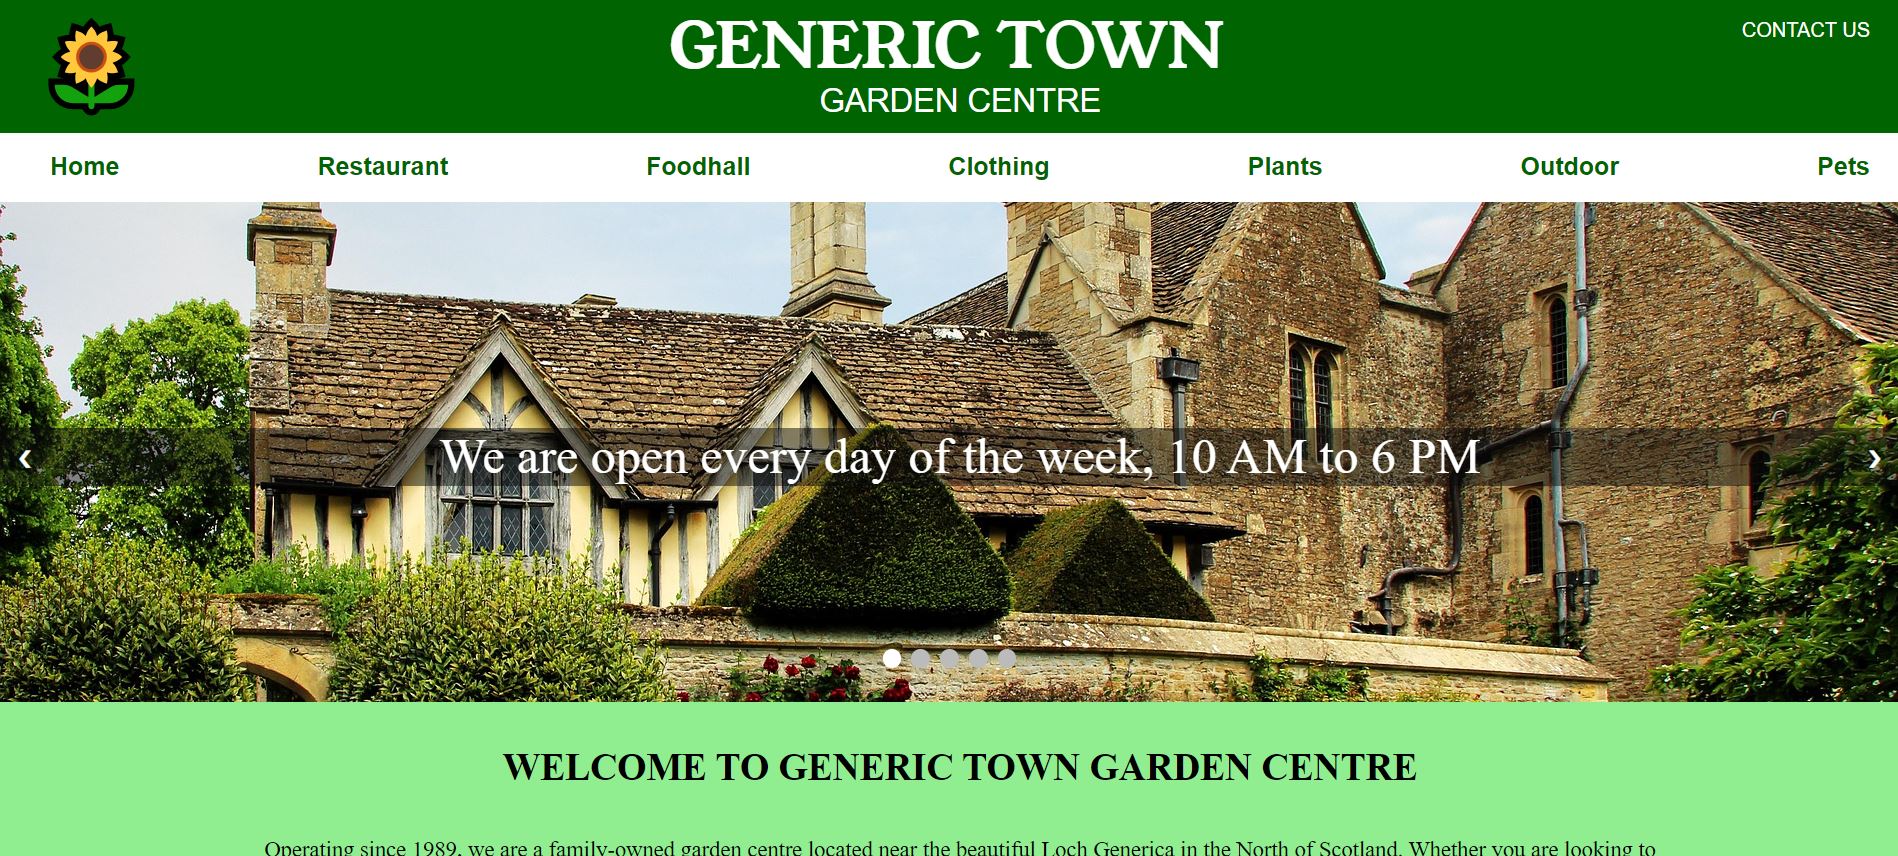 GENERIC TOWN
GARDEN CENTRE
CONTACT US
Home Restaurant Foodhall Clothing Plants Outdoor Pets
We are open every day of the week, 10 AM to 6 PM
WELCOME TO GENERIC TOWN GARDEN CENTRE
Operating since 1989, we are a family-owned garden centre located near the beautiful Loch Generica in the North of Scotland. Whether you are looking to